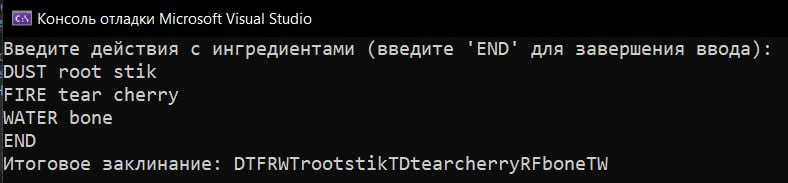 Консоль отладки Microsoft Visual Studio
Введите действия с ингредиентами (введите 'END' для завершения ввода):
DUST root stik
FIRE tear cherry
WATER bone
END
Итоговое заклинание: DTFRWTrootstikTDtearcherryRFboneTW